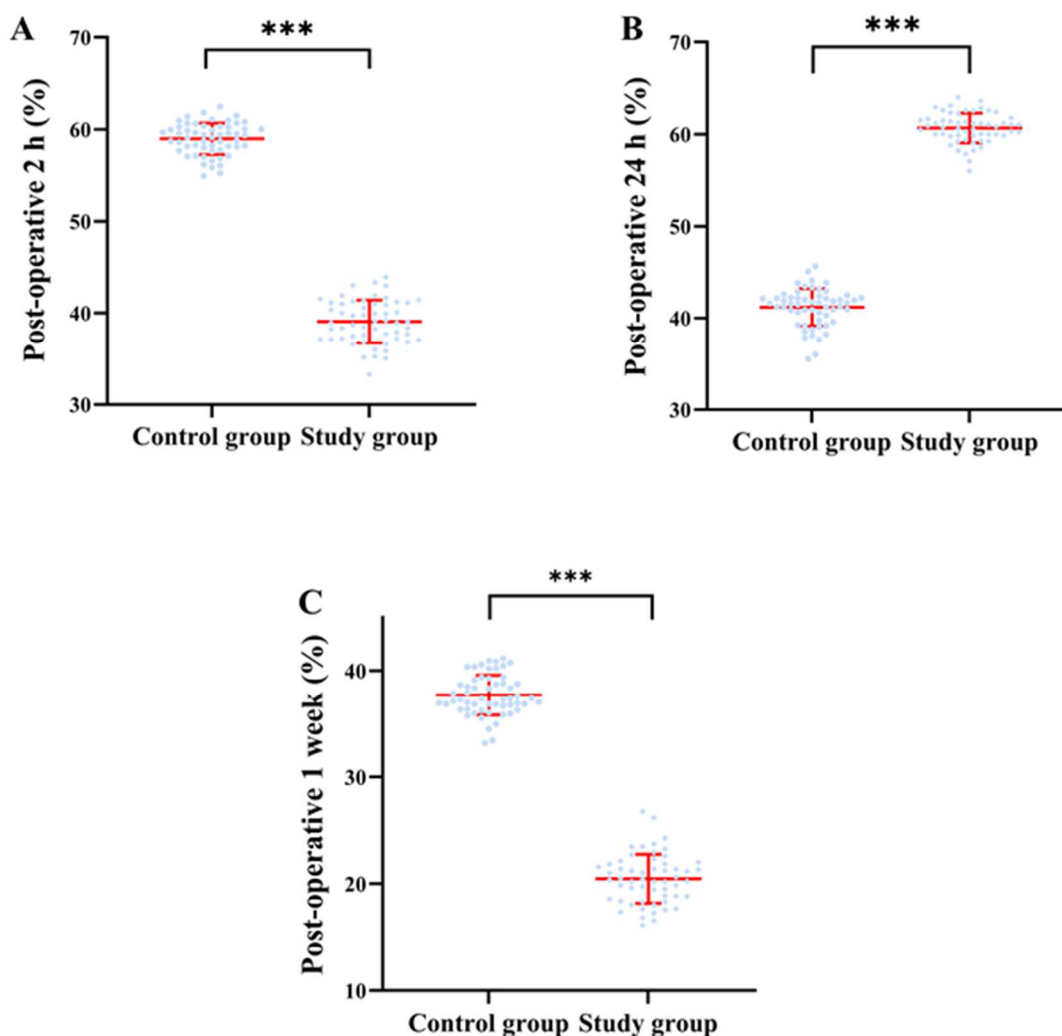 A
***
Post-operative 2 h (%)
70
60
50
40
30
Control group Study group
B
***
Post-operative 24 h (%)
70
60
50
40
30
Control group Study group
C
***
Post-operative 1 week (%)
40
30
20
10
Control group Study group